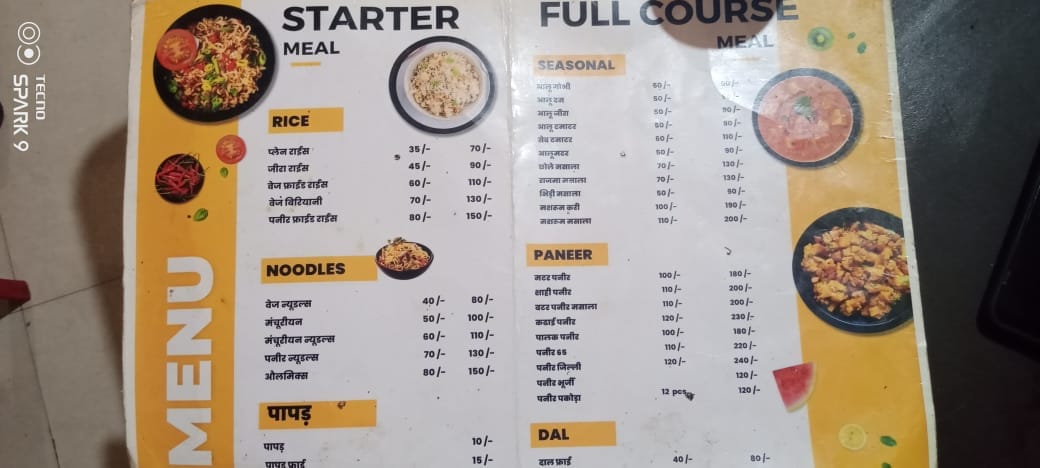 TECNO
SPARK 9
MENU
STARTER
MEAL
RICE
प्लेन राईस 35/- 70/-
जीरा राईस 45/- 90/-
वेज फ्राईड राईस 60/- 110/-
वेज बिरियानी 70/- 130/-
पनीर फ्राईड राईस 80/- 150/-
NOODLES
वेज न्यूडल्स 40/- 80/-
मंचूरीयन 50/- 100/-
मंचूरीयन न्यूडल्स 60/- 110/-
पनीर न्यूडल्स 70/- 130/-
औलमिक्स 80/- 150/-
पापड़
पापड़ 10/-
पापड़ फ्राई 15/-
FULL COURSE
MEAL
SEASONAL
आलू गोभी 50/-
आलू दम 50/-
आलू जीरा 50/- 90/-
आलू टमाटर 50/- 90/-
सेव टमाटर 60/- 110/-
आलूमटर 50/- 90/-
छोले मसाला 70/- 130/-
राजमा मसाला 70/- 130/-
भिंडी मसाला 50/- 90/-
मशरूम करी 100/- 190/-
मशरूम मसाला 110/- 200/-
PANEER
मटर पनीर 100/- 180/-
शाही पनीर 110/- 200/-
बटर पनीर मसाला 110/- 200/-
कढाई पनीर 120/- 230/-
पालक पनीर 100/- 180/-
पनीर 65 110/- 220/-
पनीर जिल्ली 120/- 240/-
पनीर भूर्जी 120/-
पनीर पकोड़ा 12 pcs 120/-
DAL
दाल फ्राई 40/- 80/-